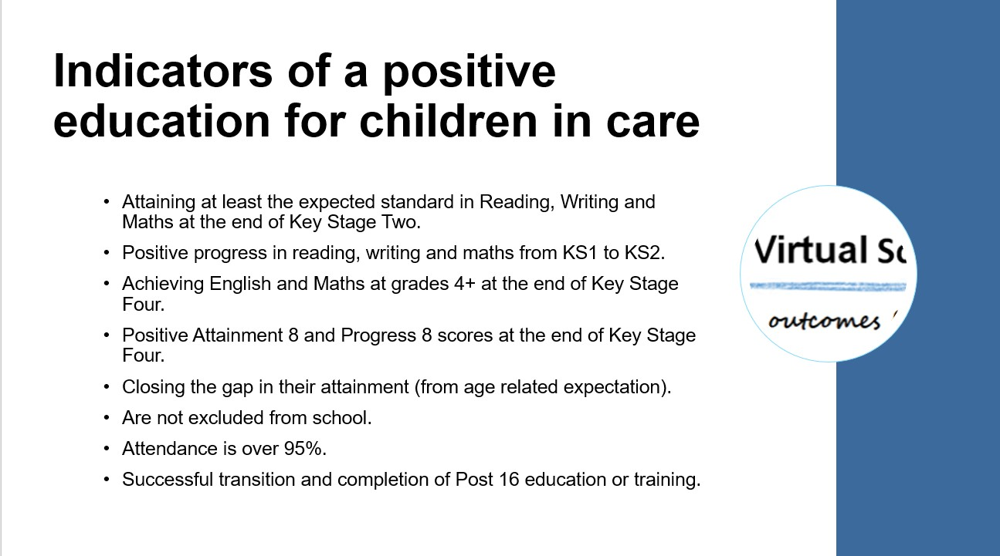 Indicators of a positive
education for children in care
• Attaining at least the expected standard in Reading, Writing and
Maths at the end of Key Stage Two.
• Positive progress in reading, writing and maths from KS1 to KS2.
• Achieving English and Maths at grades 4+ at the end of Key Stage
Four.
• Positive Attainment 8 and Progress 8 scores at the end of Key Stage
Four.
• Closing the gap in their attainment (from age related expectation).
• Are not excluded from school.
• Attendance is over 95%.
• Successful transition and completion of Post 16 education or training.
Virtual
outcomes